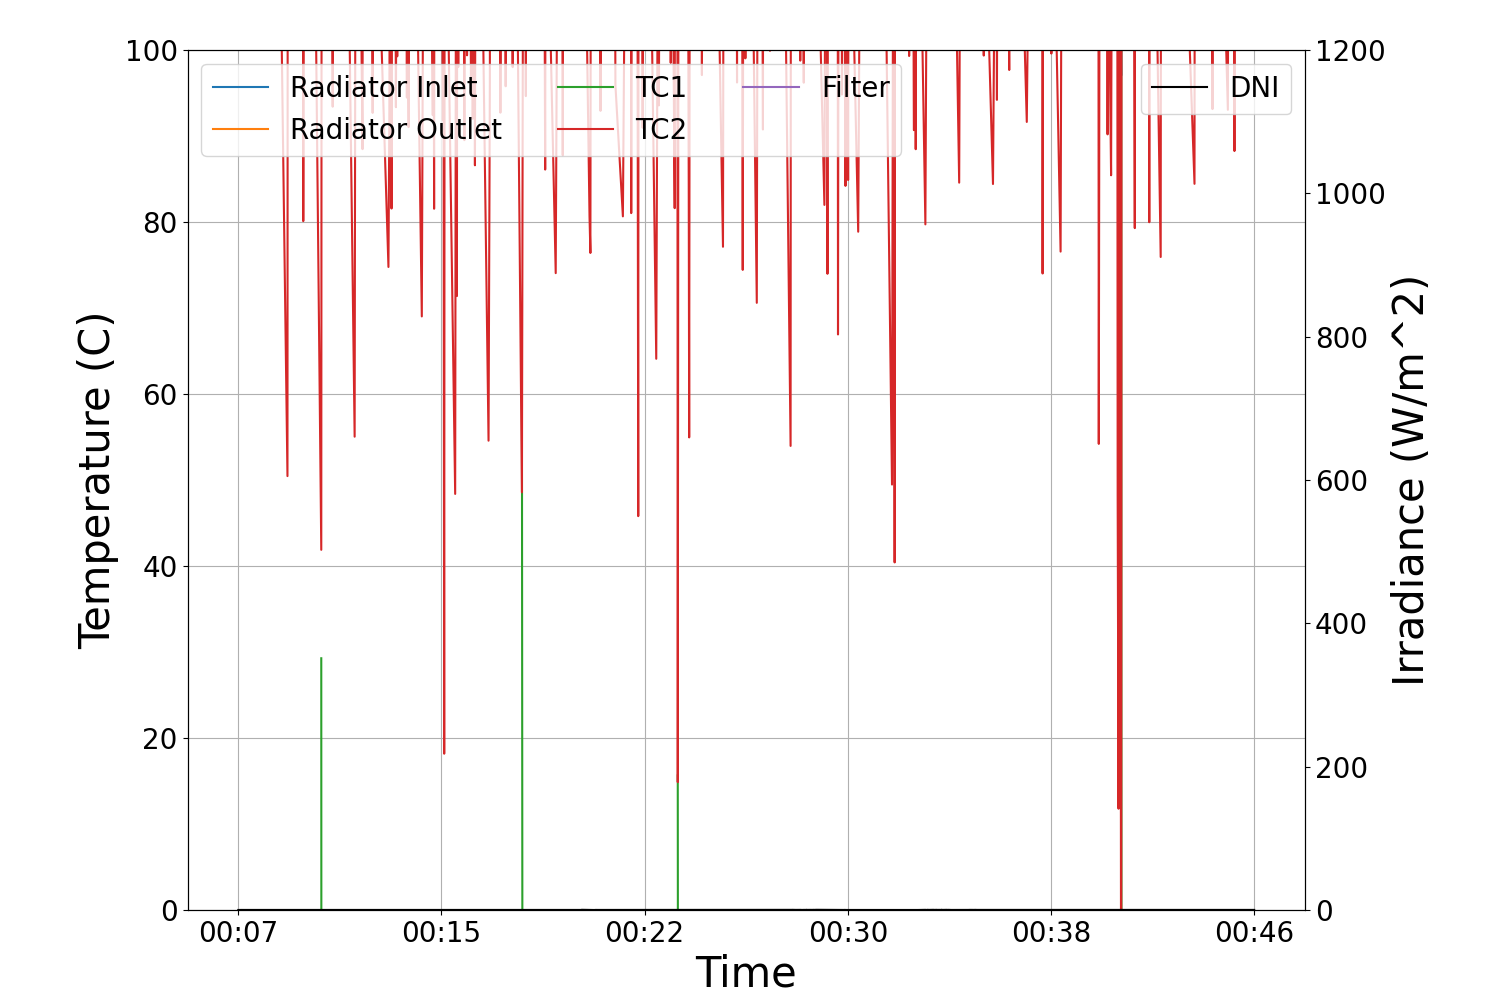 100
80
60
40
20
0
Temperature (C)
Radiator Inlet
Radiator Outlet
TC1
TC2
Filter
DNI
1200
1000
800
600
400
200
0
Irradiance (W/m^2)
00:07 00:15 00:22 00:30 00:38 00:46
Time